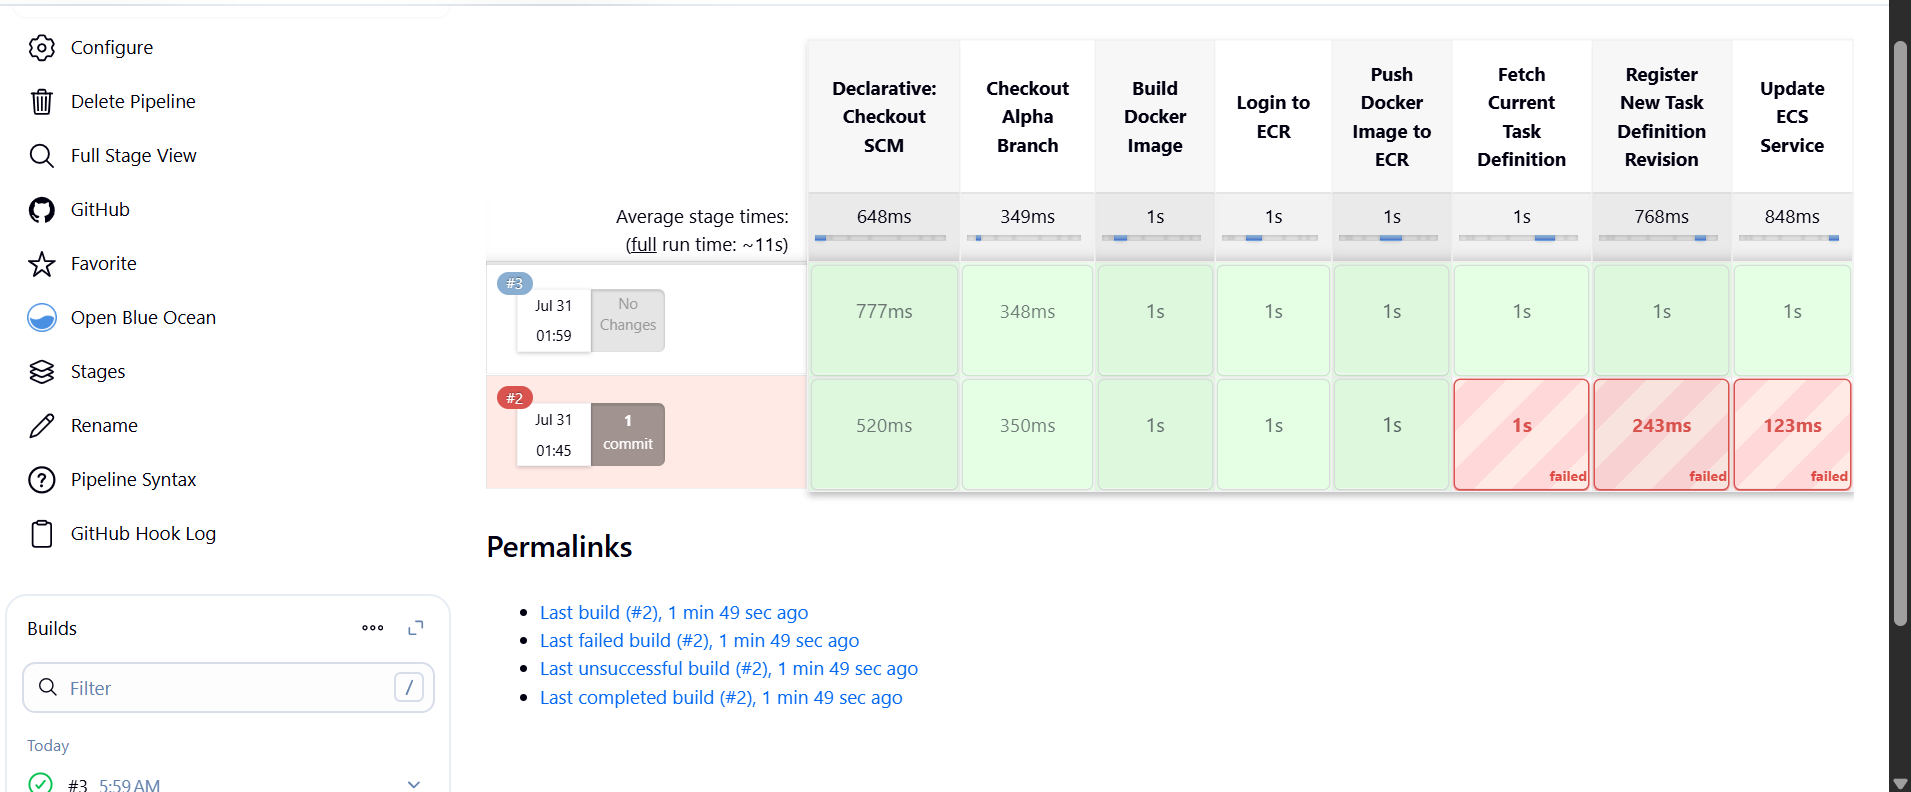 Configure
Delete Pipeline
Full Stage View
GitHub
Favorite
Open Blue Ocean
Stages
Rename
Pipeline Syntax
GitHub Hook Log
Builds
Filter
/
Today
#3 5:59 AM
Declarative:
Checkout
SCM
Checkout
Alpha
Branch
Build
Docker
Image
Login to
ECR
Push
Docker
Image to
ECR
Fetch
Current
Task
Definition
Register
New Task
Definition
Revision
Update
ECS
Service
Average stage times:
(full run time: ~11s)
648ms
349ms
1s
1s
1s
1s
768ms
848ms
#3
Jul 31
01:59
No
Changes
777ms
348ms
1s
1s
1s
1s
1s
1s
#2
Jul 31
01:45
1
commit
520ms
350ms
1s
1s
1s
1s
failed
243ms
failed
123ms
failed
Permalinks
Last build (#2), 1 min 49 sec ago
Last failed build (#2), 1 min 49 sec ago
Last unsuccessful build (#2), 1 min 49 sec ago
Last completed build (#2), 1 min 49 sec ago